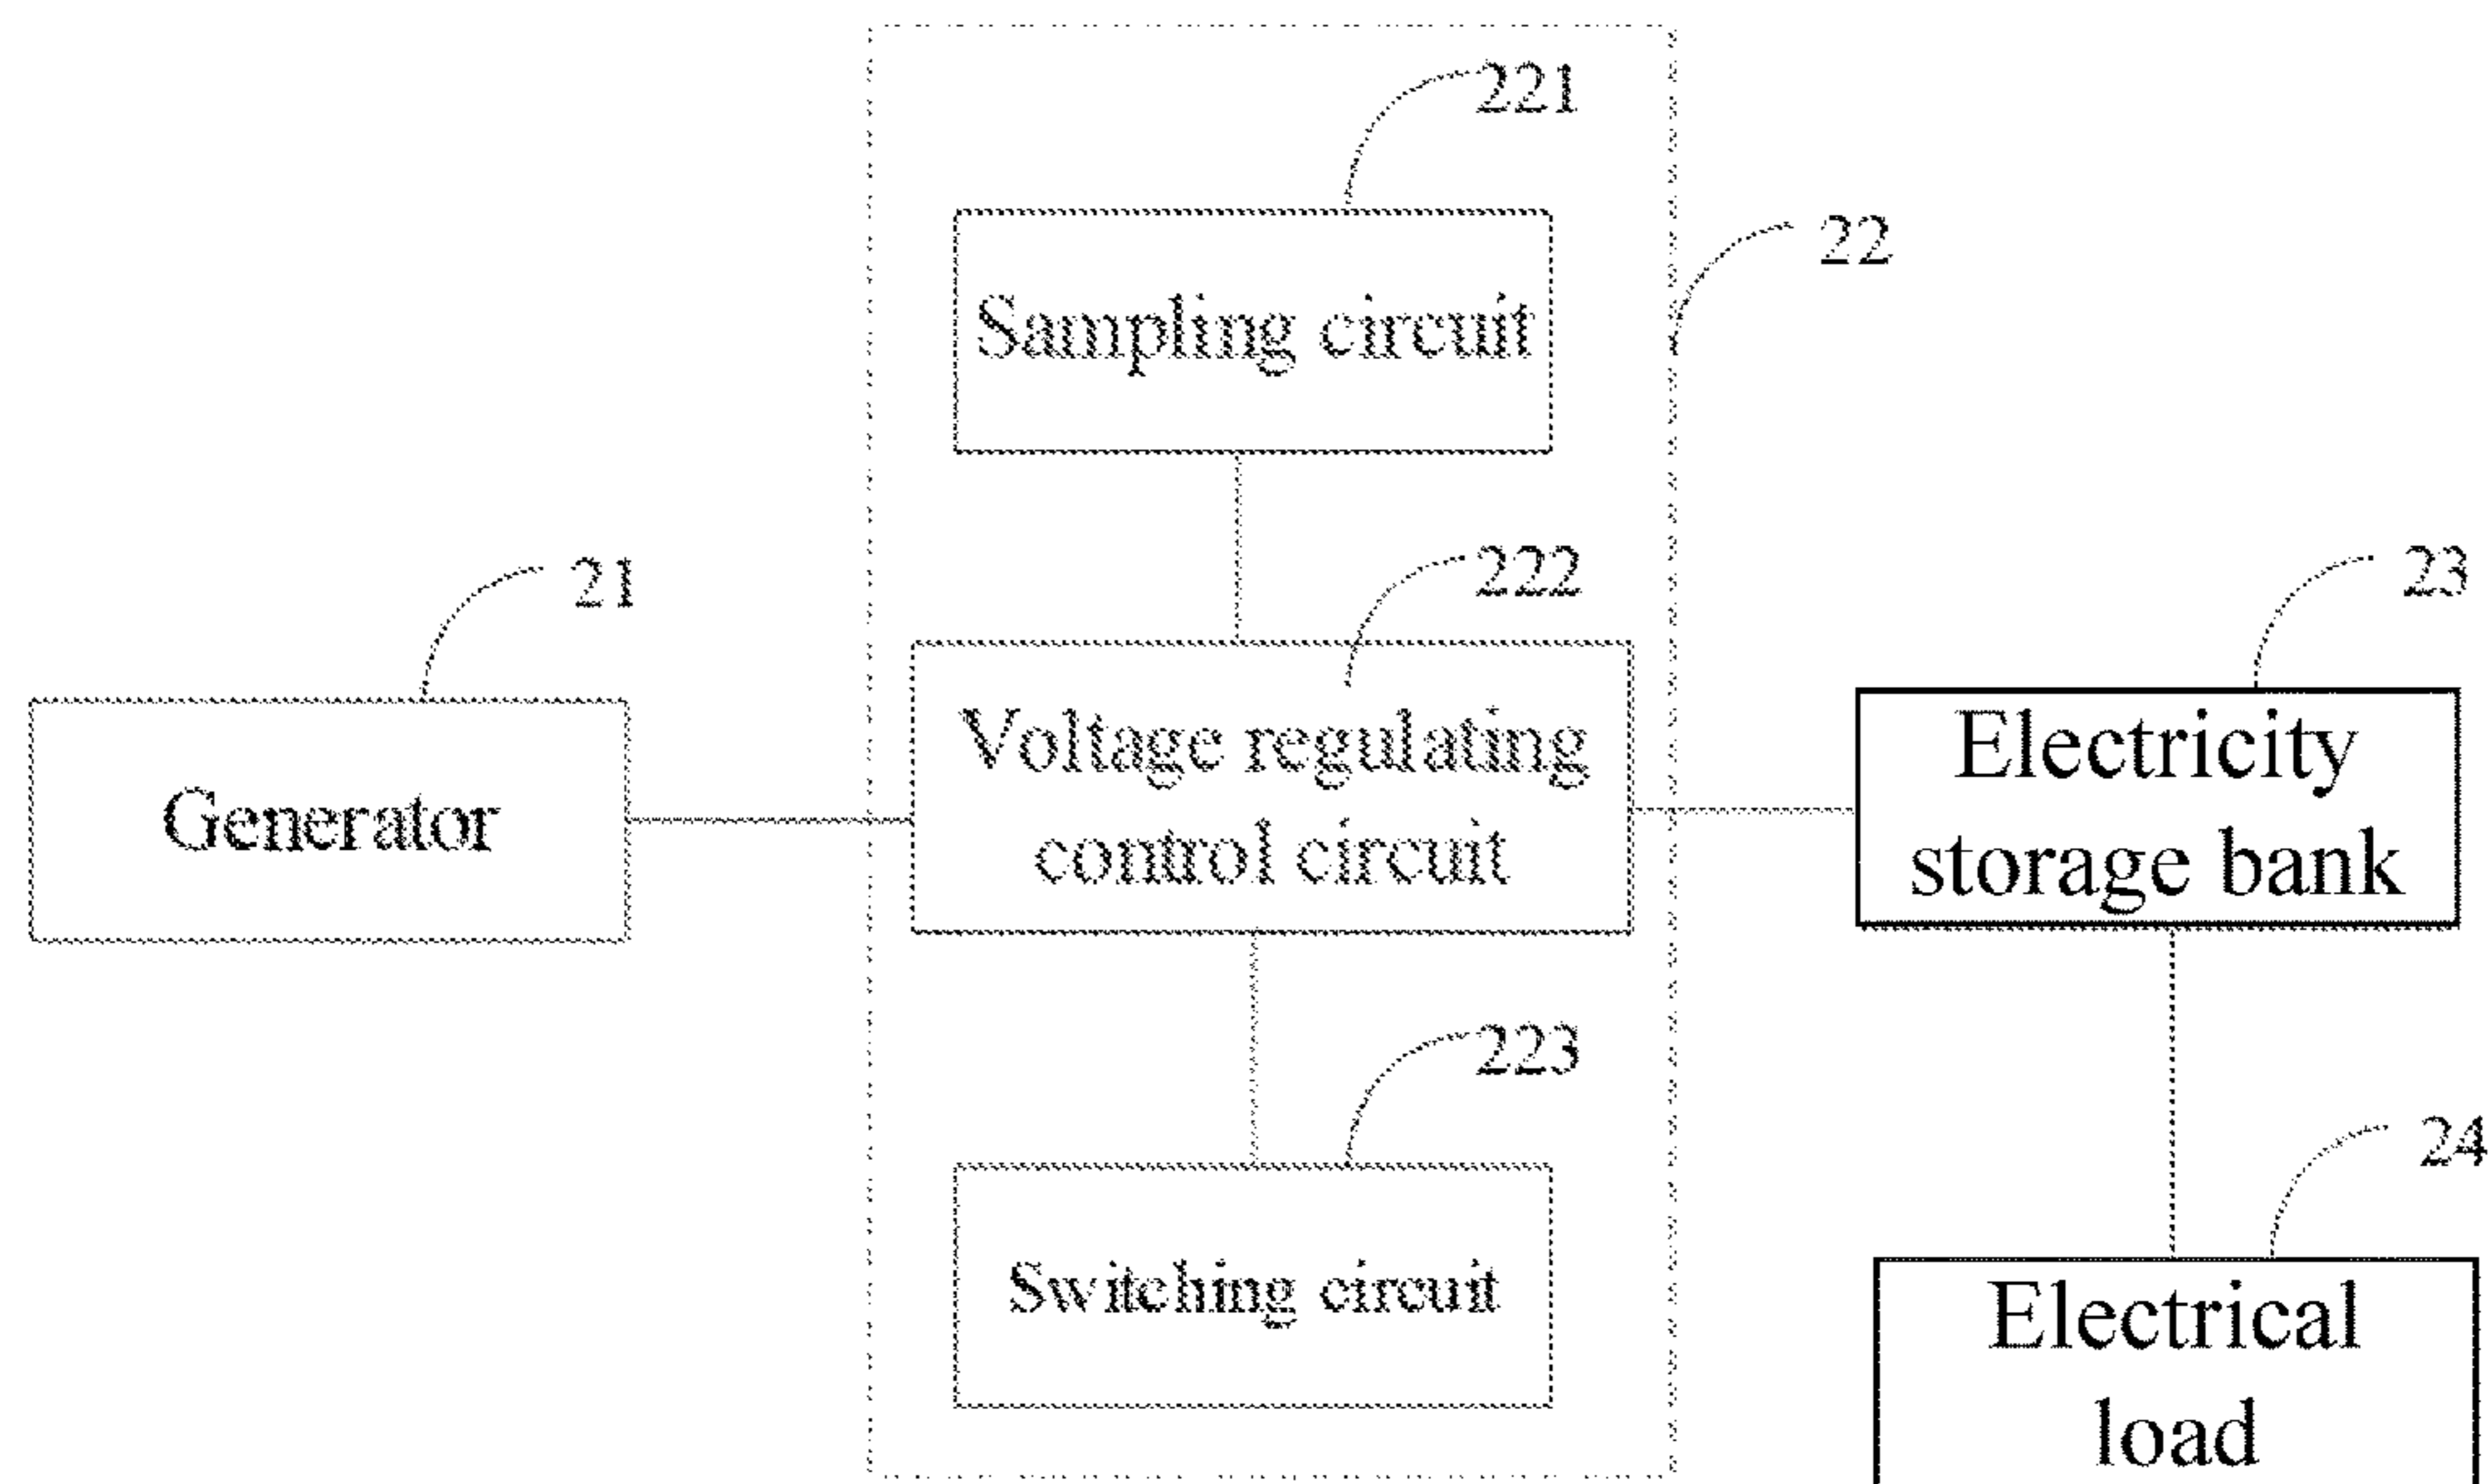 221
Sampling circuit
22
21
222
23
Generator
Voltage regulating
control circuit
Electricity
storage bank
223
Switching circuit
24
Electrical
load